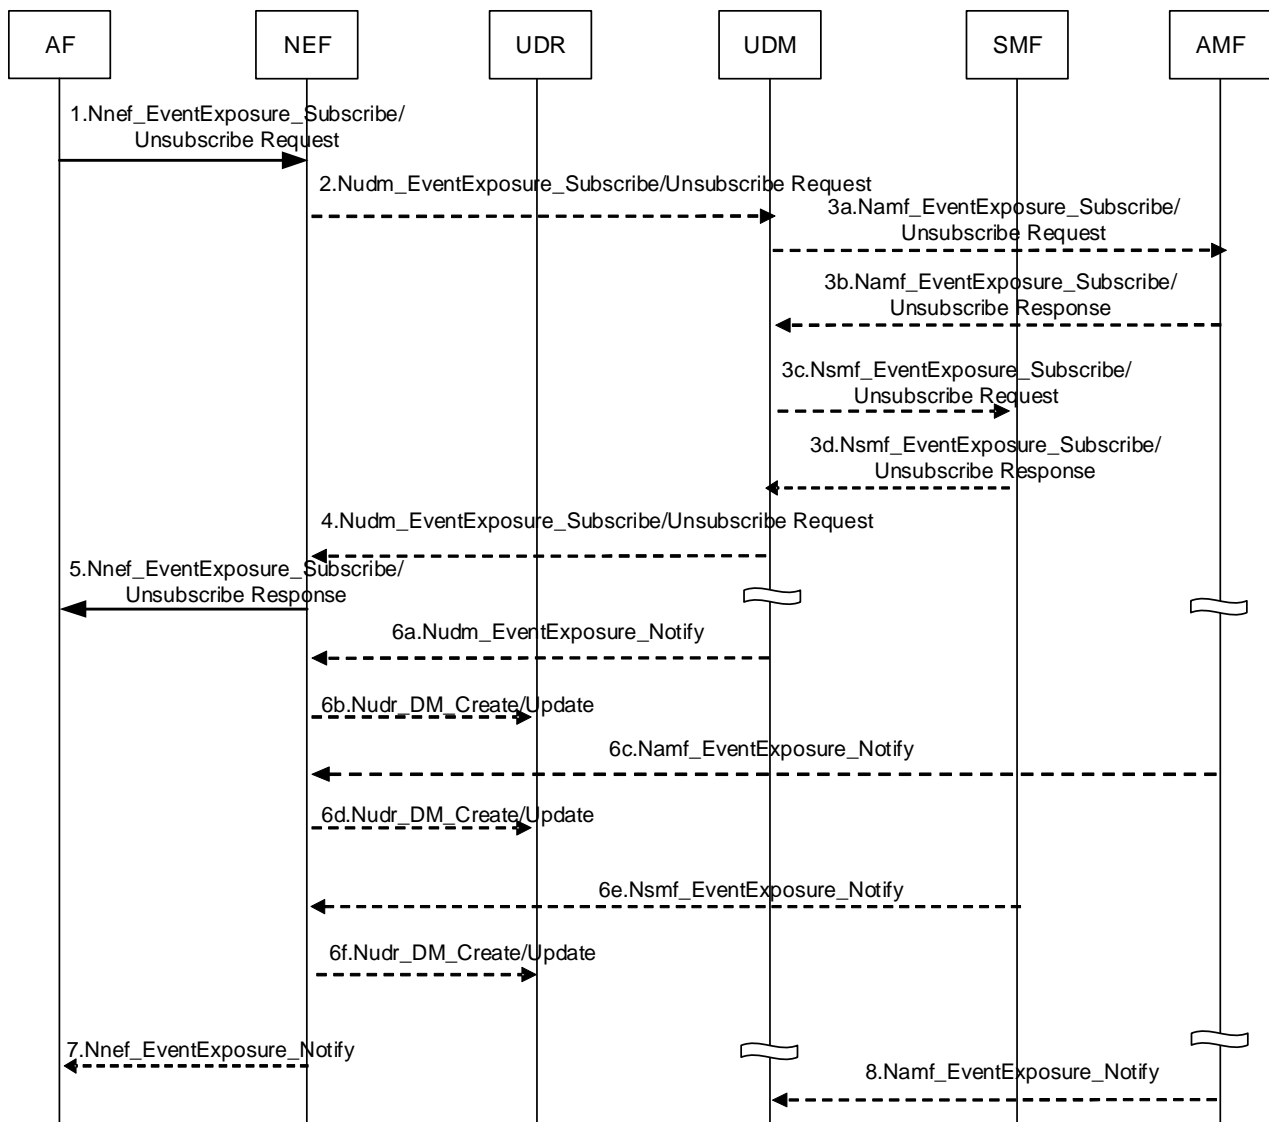 AF
NEF
UDR
UDM
SMF
AMF
1.Nnef_EventExposure_Subscribe/
Unsubscribe Request
2.Nudm_EventExposure_Subscribe/Unsubscribe Request
3a.Namf_EventExposure_Subscribe/
Unsubscribe Request
3b.Namf_EventExposure_Subscribe/
Unsubscribe Response
3c.Nsmf_EventExposure_Subscribe/
Unsubscribe Request
3d.Nsmf_EventExposure_Subscribe/
Unsubscribe Response
4.Nudm_EventExposure_Subscribe/Unsubscribe Request
5.Nnef_EventExposure_Subscribe/
Unsubscribe Response
6a.Nudm_EventExposure_Notify
6b.Nudr_DM_Create/Update
6c.Namf_EventExposure_Notify
6d.Nudr_DM_Create/Update
6e.Nsmf_EventExposure_Notify
6f.Nudr_DM_Create/Update
7.Nnef_EventExposure_Notify
8.Namf_EventExposure_Notify